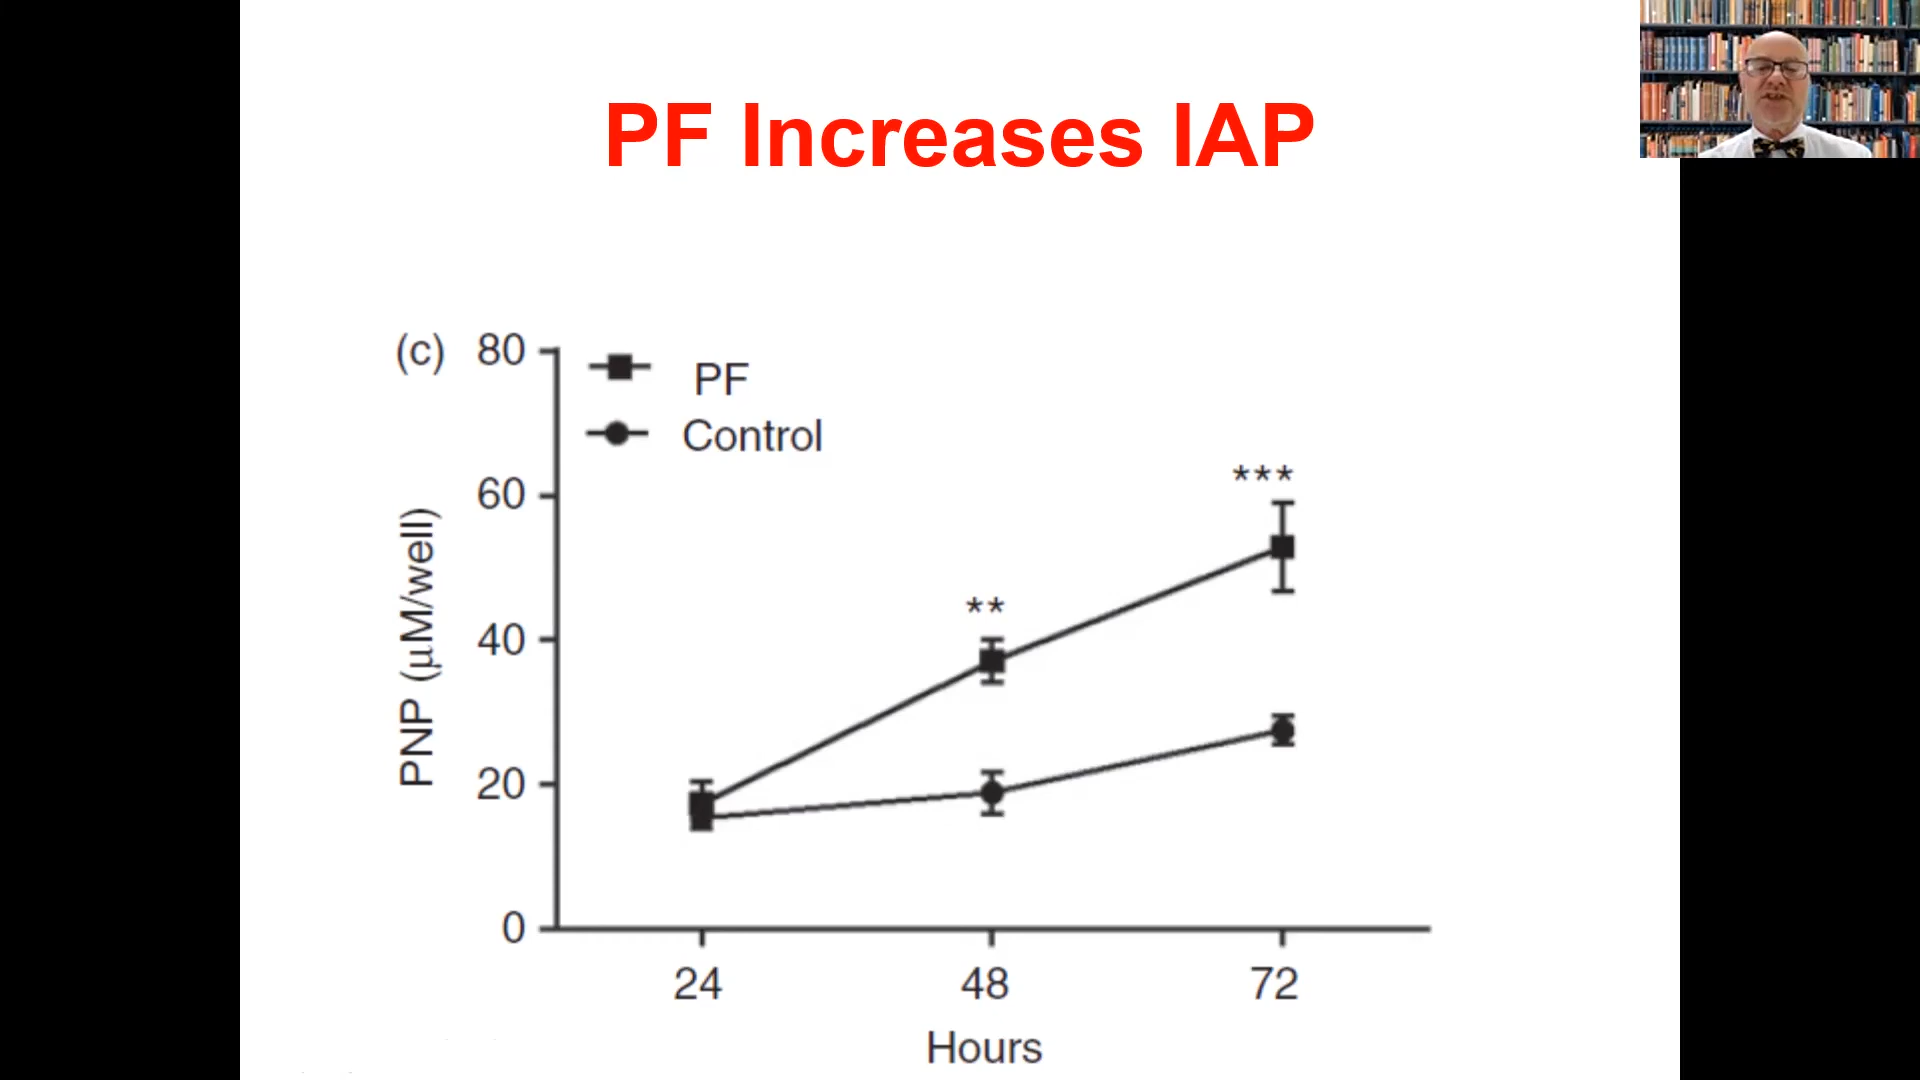 PF Increases IAP
(c)
80
PF
Control
60
***
PNP (μM/well)
**
40
20
0
24 48 72
Hours